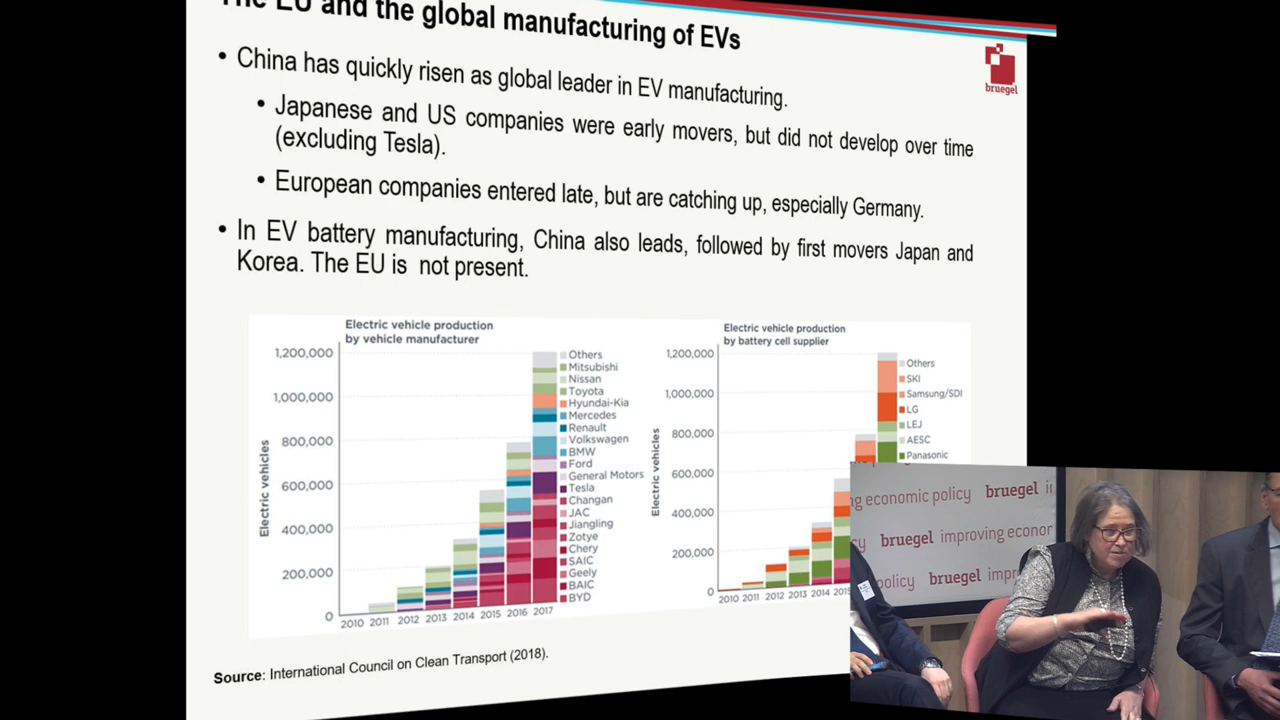 The EU and the global manufacturing of EVs
bruegel
• China has quickly risen as global leader in EV manufacturing.
• Japanese and US companies were early movers, but did not develop over time
(excluding Tesla).
• European companies entered late, but are catching up, especially Germany.
• In EV battery manufacturing, China also leads, followed by first movers Japan and
Korea. The EU is not present.
Electric vehicle production
by vehicle manufacturer
Electric vehicles
1,200,000
1,000,000
800,000
600,000
400,000
200,000
0
2010 2011 2012 2013 2014 2015 2016 2017
Others
Mitsubishi
Nissan
Toyota
Hyundai-Kia
Mercedes
Renault
Volkswagen
BMW
Ford
General Motors
Tesla
Changan
JAC
Jiangling
Zotye
Chery
SAIC
Geely
BAIC
BYD
Electric vehicle production
by battery cell supplier
Electric vehicles
1,200,000
1,000,000
800,000
600,000
400,000
200,000
0
2010 2011 2012 2013 2014 2015
Others
SKI
Samsung/SDI
LG
LEJ
AESC
Panasonic
Source: International Council on Clean Transport (2018).
economic policy bruegel
bruegel improving
policy bruegel